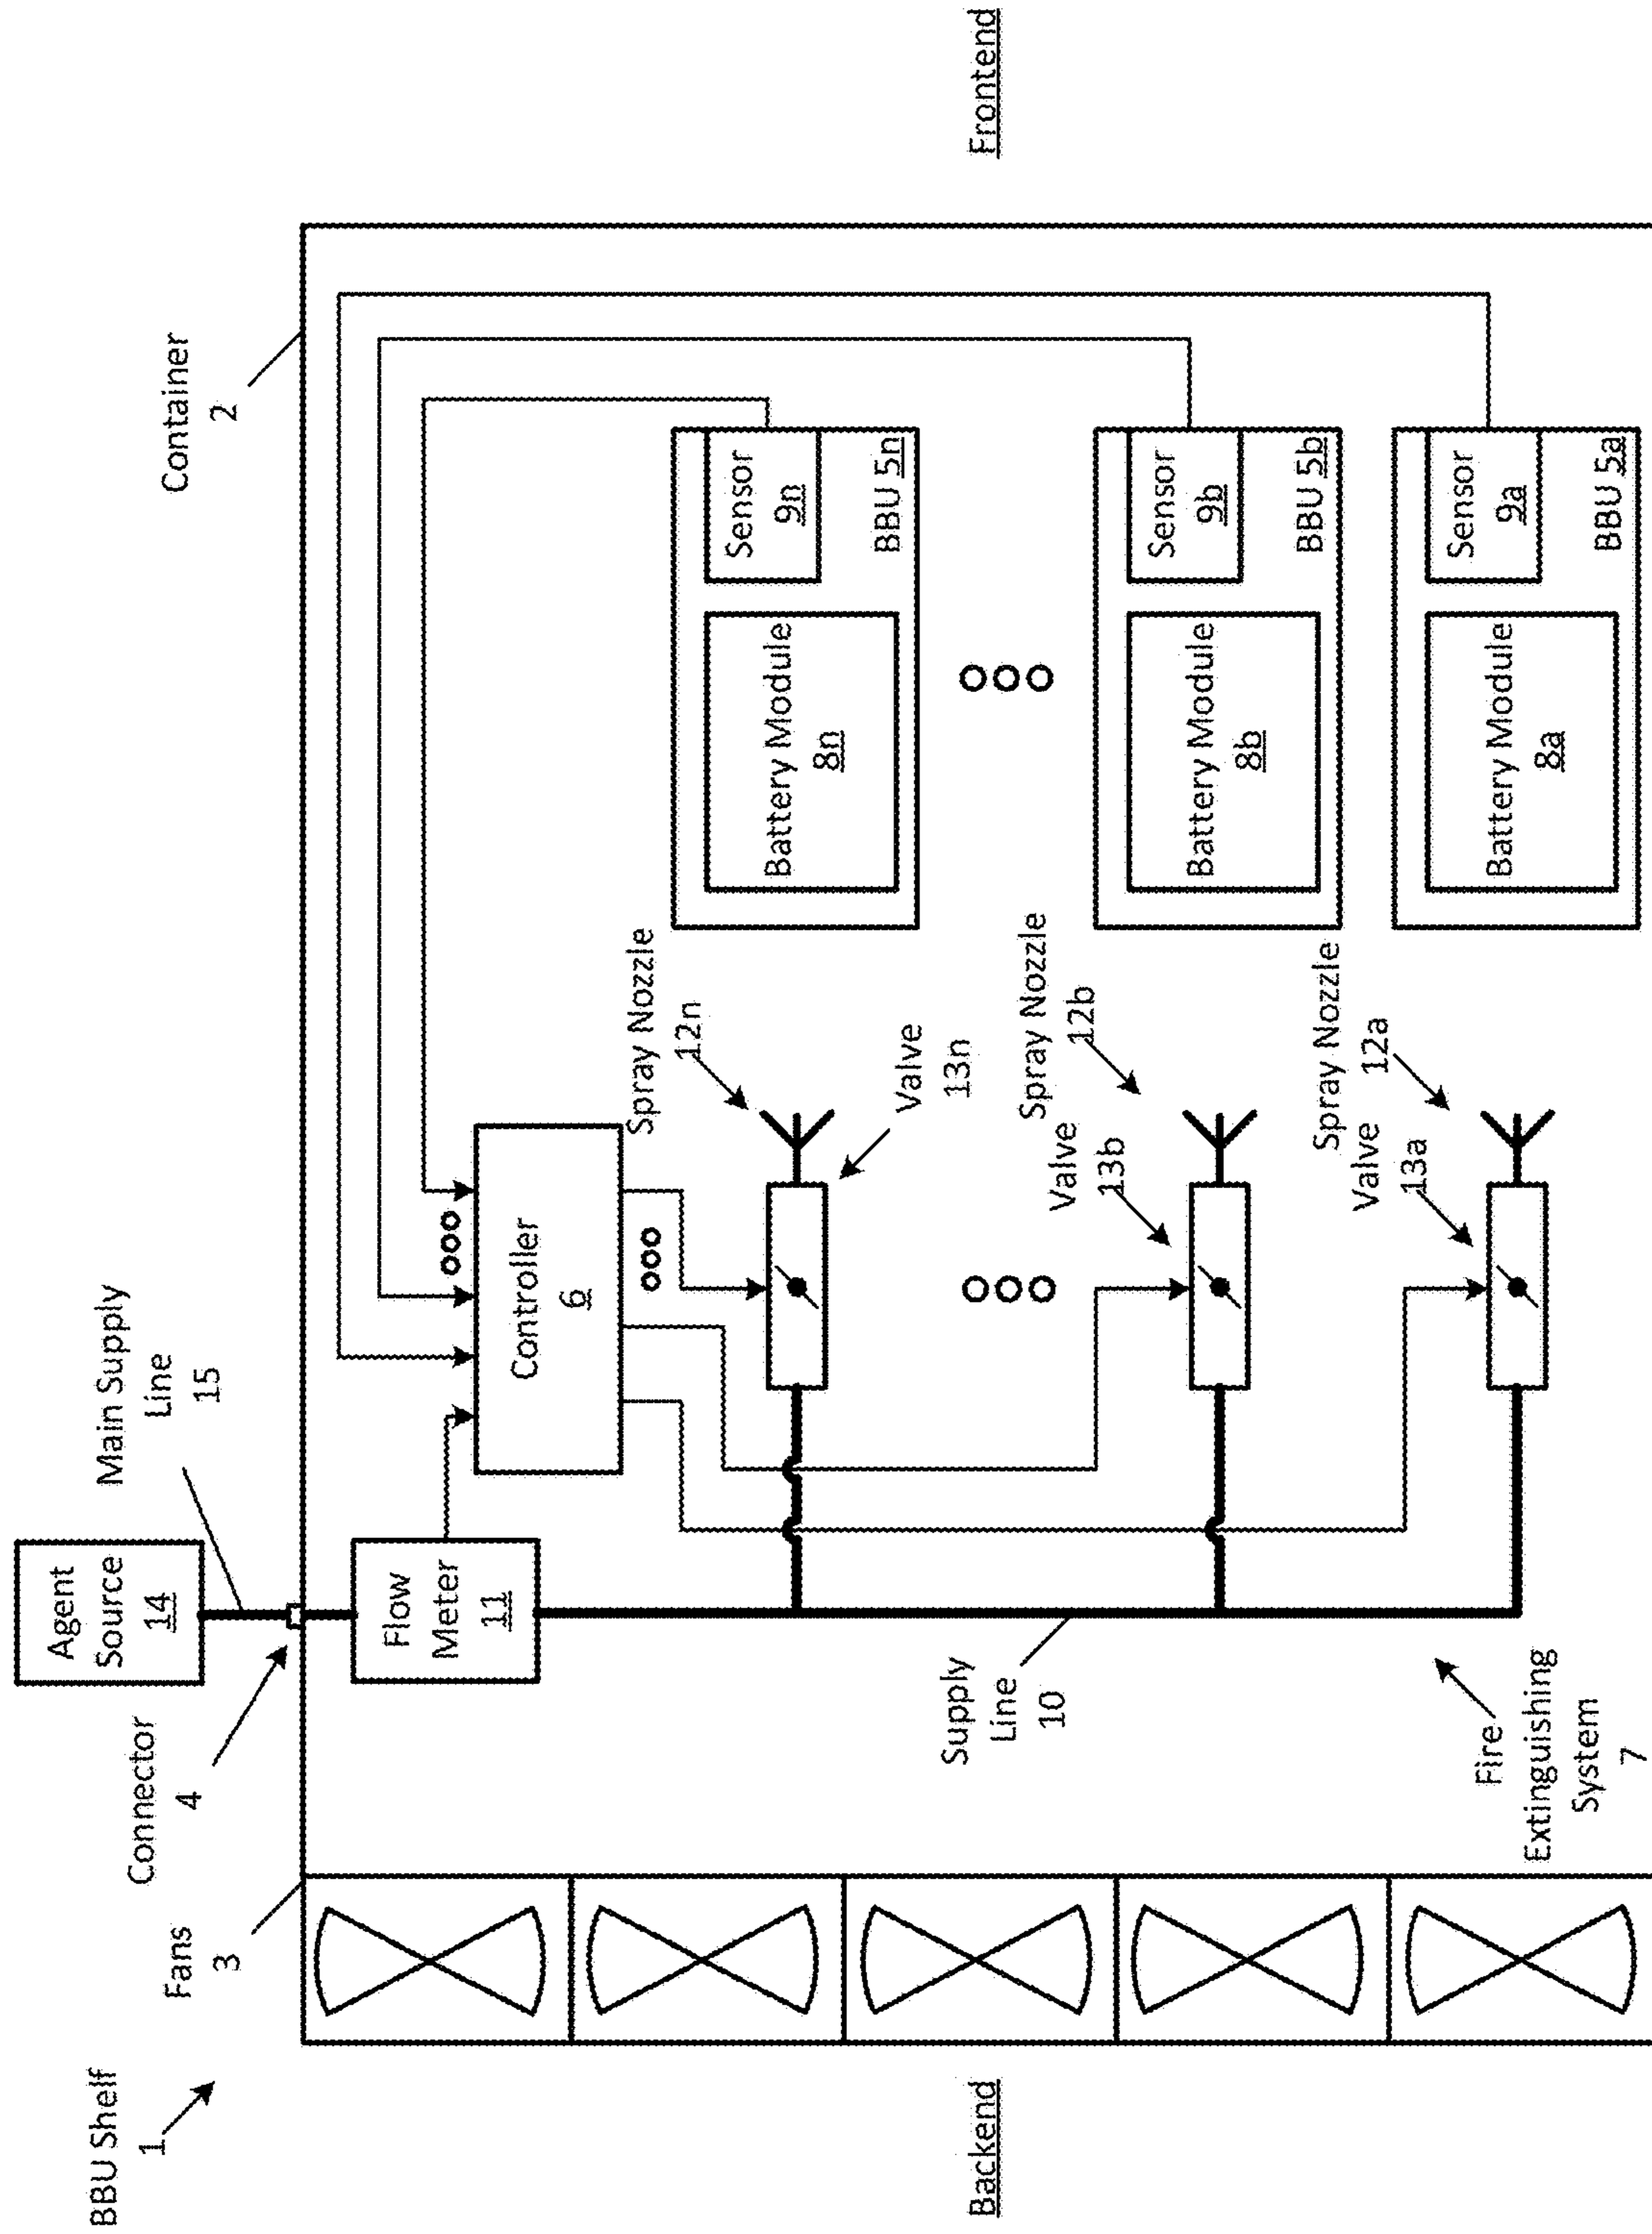 BBU Shelf
1
Fans
3
Connector
4
Agent
Source
14
Main Supply
Line
15
Container
2
Flow
Meter
11
Controller
6
Spray Nozzle
12n
Valve
13n
Sensor
9n
Battery Module
8n
BBU 5n
Backend
Supply
Line
10
Valve
13b
Spray Nozzle
12b
Sensor
9b
Battery Module
8b
BBU 5b
Frontend
Valve
13a
Spray Nozzle
12a
Sensor
9a
Battery Module
8a
BBU 5a
Fire
Extinguishing
System
7